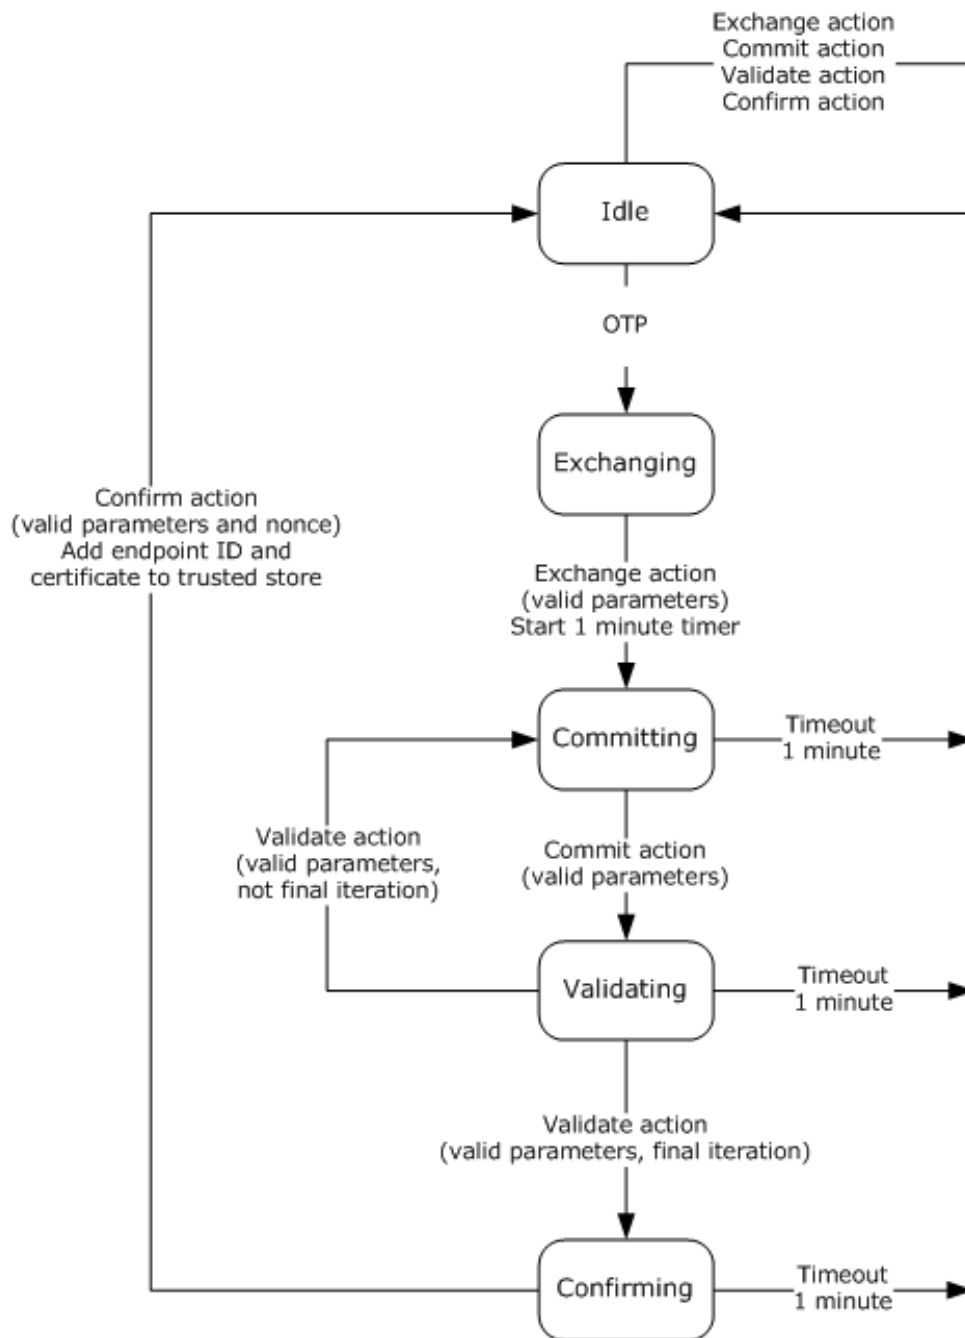 Exchange action
Commit action
Validate action
Confirm action
Idle
OTP
Exchanging
Confirm action
(valid parameters and nonce)
Add endpoint ID and
certificate to trusted store
Exchange action
(valid parameters)
Start 1 minute timer
Committing
Timeout
1 minute
Validate action
(valid parameters,
not final iteration)
Commit action
(valid parameters)
Validating
Timeout
1 minute
Validate action
(valid parameters, final iteration)
Confirming
Timeout
1 minute